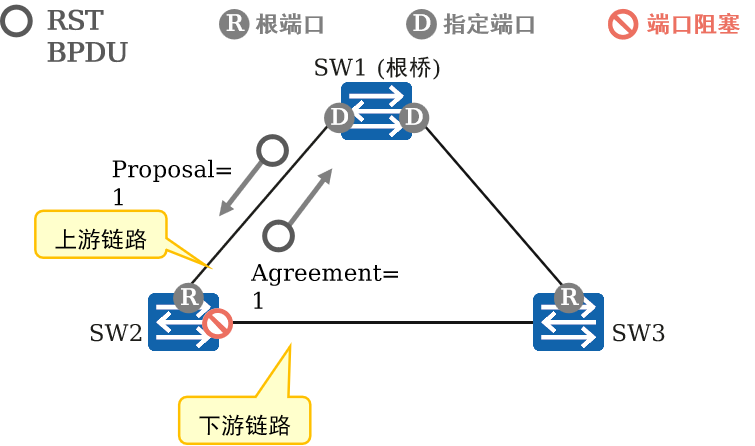 RST
BPDU
R 根端口
D 指定端口
端口阻塞
SW1 (根桥)
D
D
Proposal=
1
上游链路
Agreement=
1
R
R
SW2
SW3
下游链路